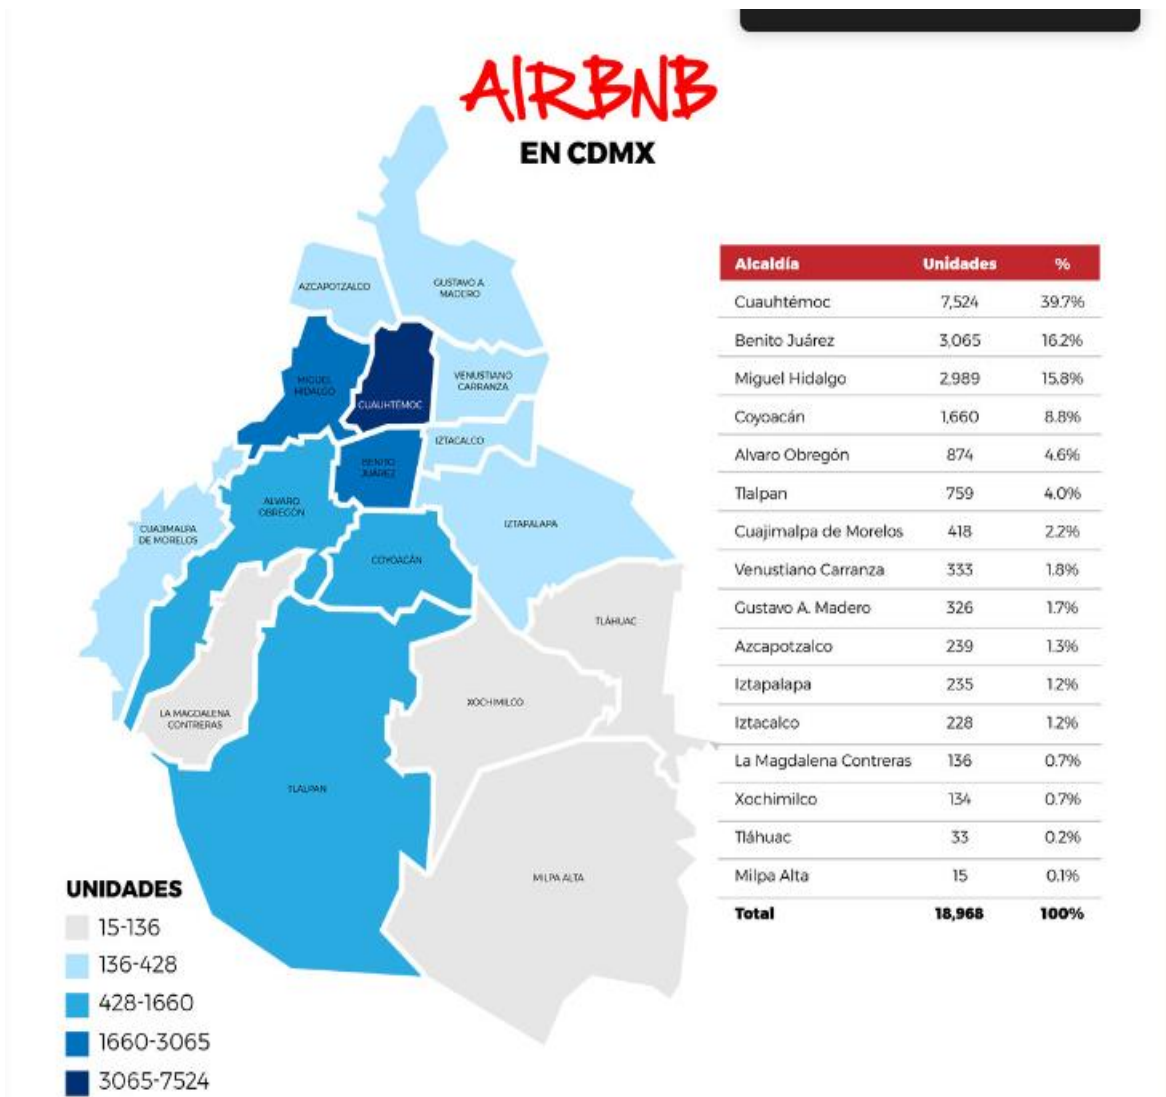 AIRBNB
EN CDMX
AZCAPOTZALCO
GUSTAVO A.
MADERO
MIGUEL
HIDALGO
CUAUHTÉMOC
VENUSTIANO
CARRANZA
IZTACALCO
BENITO
JUÁREZ
ALVARO
OBREGÓN
CUAJIMALPA
DE MORELOS
IZTAPALAPA
COYOACÁN
TLÁHUAC
LA MAGDALENA
CONTRERAS
XOCHIMILCO
TLALPAN
MILPA ALTA
Alcaldía Unidades %
Cuauhtémoc 7,524 39.7%
Benito Juárez 3,065 16.2%
Miguel Hidalgo 2,989 15.8%
Coyoacán 1,660 8.8%
Alvaro Obregón 874 4.6%
Tlalpan 759 4.0%
Cuajimalpa de Morelos 418 2.2%
Venustiano Carranza 333 1.8%
Gustavo A. Madero 326 1.7%
Azcapotzalco 239 1.3%
Iztapalapa 235 1.2%
Iztacalco 228 1.2%
La Magdalena Contreras 136 0.7%
Xochimilco 134 0.7%
Tláhuac 33 0.2%
Milpa Alta 15 0.1%
Total 18,968 100%
UNIDADES
15-136
136-428
428-1660
1660-3065
3065-7524